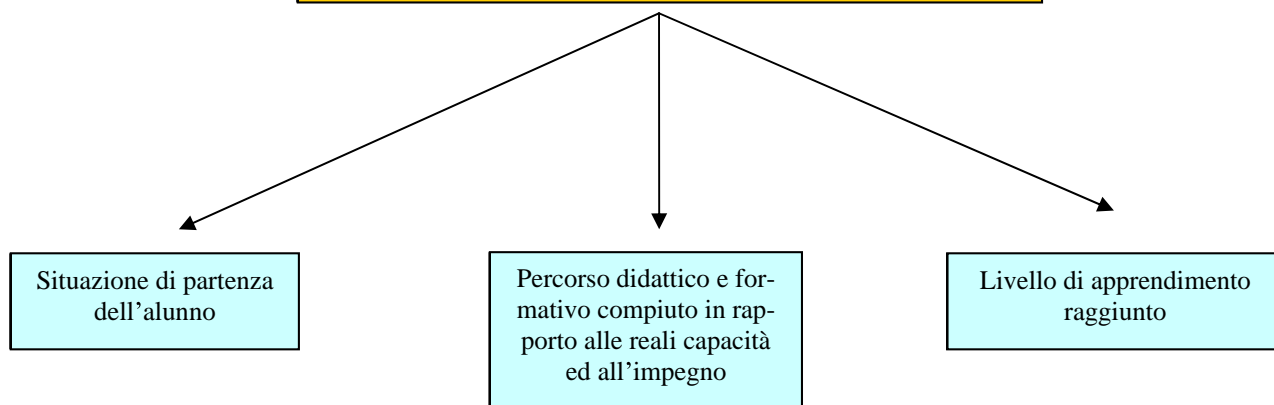 Situazione di partenza
dell’alunno
Percorso didattico e for-
mativo compiuto in rap-
porto alle reali capacità
ed all’impegno
Livello di apprendimento
raggiunto